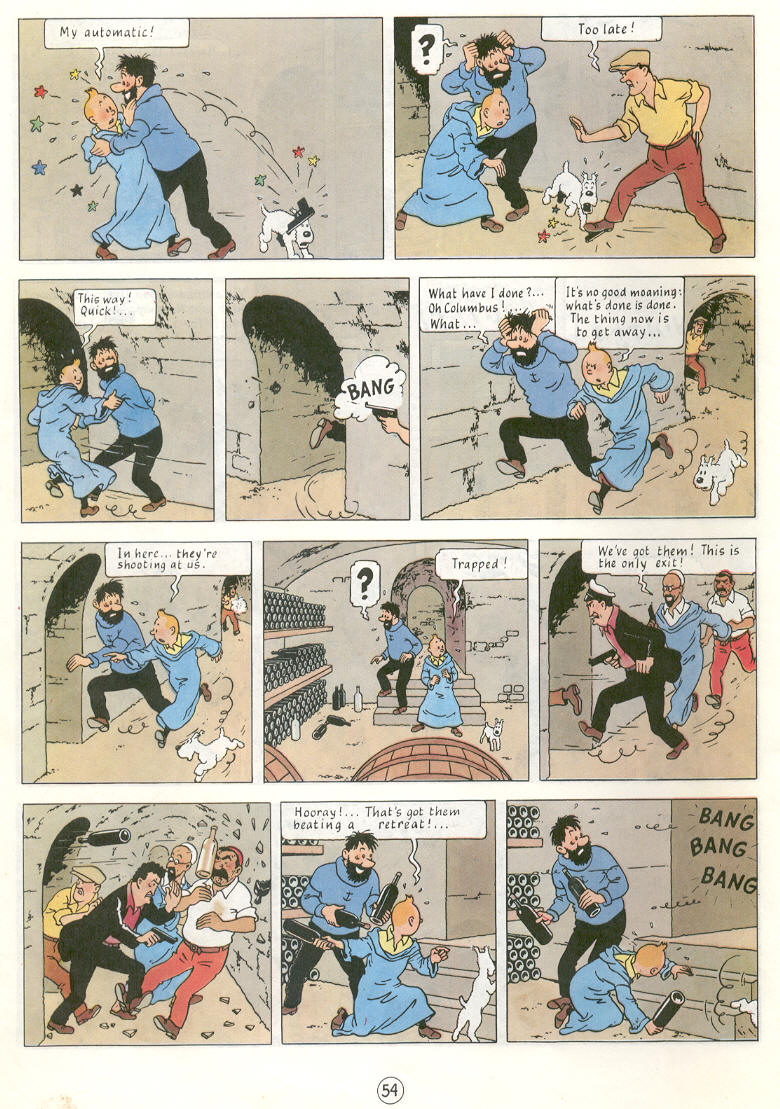 My automatic!
?
Too late!
This way!
Quick!...
BANG
What have I done?...
Oh Columbus!....
What...
It's no good moaning:
what's done is done.
The thing now is
to get away...
In here... they're
shooting at us.
?
Trapped!
We've got them! This is
the only exit!
Hooray!... That's got them
beating a retreat!...
BANG
BANG
BANG
54